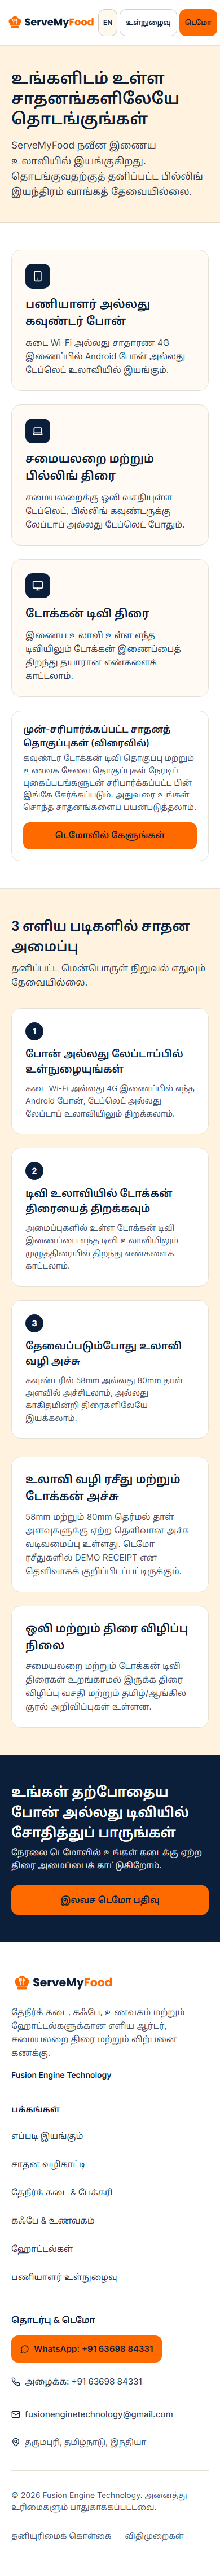 ServeMyFood
EN
உள்நுழைவு
டெமோ
உங்களிடம் உள்ள
சாதனங்களிலேயே
தொடங்குங்கள்
ServeMyFood நவீன இணைய
உலாவியில் இயங்குகிறது.
தொடங்குவதற்குத் தனிப்பட்ட பில்லிங்
இயந்திரம் வாங்கத் தேவையில்லை.
பணியாளர் அல்லது
கவுண்டர் போன்
கடை Wi-Fi அல்லது சாதாரண 4G
இணைப்பில் Android போன் அல்லது
டேப்லெட் உலாவியில் இயங்கும்.
சமையலறை மற்றும்
பில்லிங் திரை
சமையலறைக்கு ஒலி வசதியுள்ள
டேப்லெட், பில்லிங் கவுண்டருக்கு
லேப்டாப் அல்லது டேப்லெட் போதும்.
டோக்கன் டிவி திரை
இணைய உலாவி உள்ள எந்த
டிவியிலும் டோக்கன் இணைப்பைத்
திறந்து தயாரான எண்களைக்
காட்டலாம்.
முன்-சரிபார்க்கப்பட்ட சாதனத்
தொகுப்புகள் (விரைவில்)
கவுண்டர் டோக்கன் டிவி தொகுப்பு மற்றும்
உணவக சேவை தொகுப்புகள் நேரடிப்
புகைப்படங்களுடன் சரிபார்க்கப்பட்ட பின்
இங்கே சேர்க்கப்படும். அதுவரை உங்கள்
சொந்த சாதனங்களைப் பயன்படுத்தலாம்.
டெமோவில் கேளுங்கள்
3 எளிய படிகளில் சாதன
அமைப்பு
தனிப்பட்ட மென்பொருள் நிறுவல் எதுவும்
தேவையில்லை.
1
போன் அல்லது லேப்டாப்பில்
உள்நுழையுங்கள்
கடை Wi-Fi அல்லது 4G இணைப்பில் எந்த
Android போன், டேப்லெட் அல்லது
லேப்டாப் உலாவியிலும் திறக்கலாம்.
2
டிவி உலாவியில் டோக்கன்
திரையைத் திறக்கவும்
அமைப்புகளில் உள்ள டோக்கன் டிவி
இணைப்பை எந்த டிவி உலாவியிலும்
முழுத்திரையில் திறந்து எண்களைக்
காட்டலாம்.
3
தேவைப்படும்போது உலாவி
வழி அச்சு
கவுண்டரில் 58mm அல்லது 80mm தாள்
அளவில் அச்சிடலாம், அல்லது
காகிதமின்றி திரைகளிலேயே
இயக்கலாம்.
உலாவி வழி ரசீது மற்றும்
டோக்கன் அச்சு
58mm மற்றும் 80mm தெர்மல் தாள்
அளவுகளுக்கு ஏற்ற தெளிவான அச்சு
வடிவமைப்பு உள்ளது. டெமோ
ரசீதுகளில் DEMO RECEIPT என
தெளிவாகக் குறிப்பிடப்பட்டிருக்கும்.
ஒலி மற்றும் திரை விழிப்பு
நிலை
சமையலறை மற்றும் டோக்கன் டிவி
திரைகள் உறங்காமல் இருக்க திரை
விழிப்பு வசதி மற்றும் தமிழ்/ஆங்கில
குரல் அறிவிப்புகள் உள்ளன.
உங்கள் தற்போதைய
போன் அல்லது டிவியில்
சோதித்துப் பாருங்கள்
நேரலை டெமோவில் உங்கள் கடைக்கு ஏற்ற
திரை அமைப்பைக் காட்டுகிறோம்.
இலவச டெமோ பதிவு
ServeMyFood
தேநீர்க் கடை, கஃபே, உணவகம் மற்றும்
ஹோட்டல்களுக்கான எளிய ஆர்டர்,
சமையலறை திரை மற்றும் விற்பனை
கணக்கு.
Fusion Engine Technology
பக்கங்கள்
எப்படி இயங்கும்
சாதன வழிகாட்டி
தேநீர்க் கடை & பேக்கரி
கஃபே & உணவகம்
ஹோட்டல்கள்
பணியாளர் உள்நுழைவு
தொடர்பு & டெமோ
WhatsApp: +91 63698 84331
அழைக்க: +91 63698 84331
fusionenginetechnology@gmail.com
தருமபுரி, தமிழ்நாடு, இந்தியா
© 2026 Fusion Engine Technology. அனைத்து
உரிமைகளும் பாதுகாக்கப்பட்டவை.
தனியுரிமைக் கொள்கை
விதிமுறைகள்